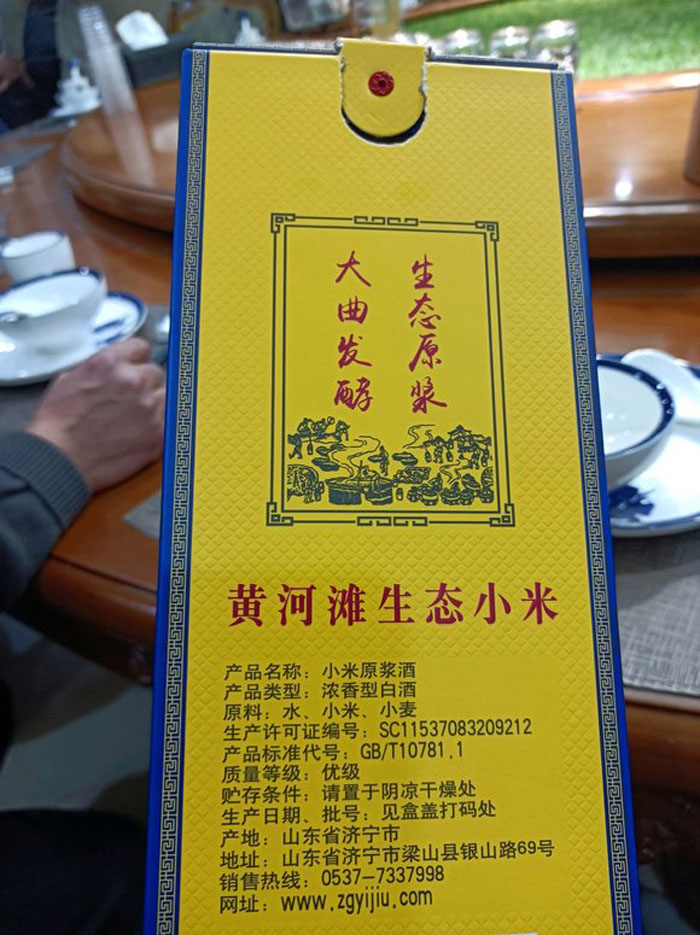 生态原浆
大曲发酵
黄河滩生态小米
产品名称：小米原浆酒
产品类型：浓香型白酒
原料：水、小米、小麦
生产许可证编号：SC11537083209212
产品标准代号：GB/T10781.1
质量等级：优级
贮存条件：请置于阴凉干燥处
生产日期、批号：见盒盖打码处
产地：山东省济宁市
地址：山东省济宁市梁山县银山路69号
销售热线：0537-7337998
网址：www.zgyijiu.com